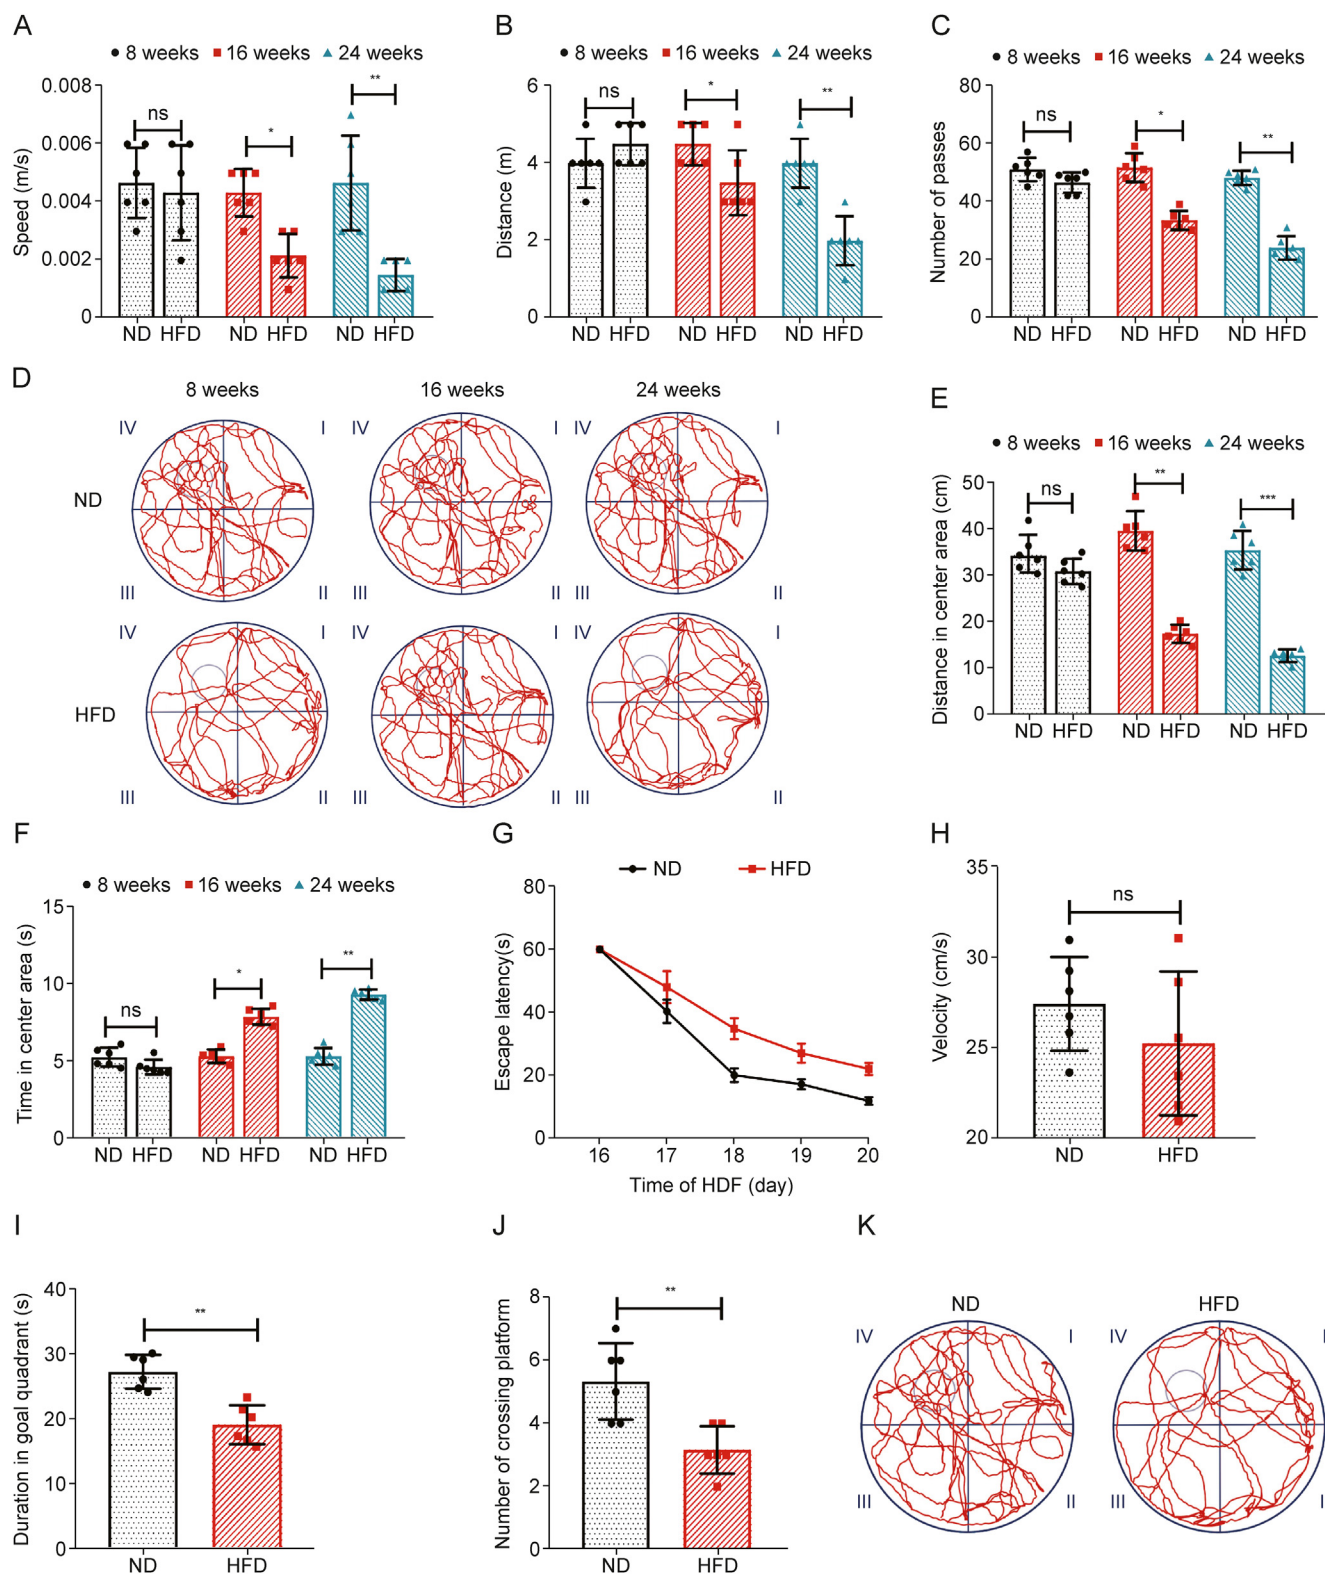 A
8 weeks 16 weeks 24 weeks
Speed (m/s)
0.008
0.006
0.004
0.002
0
ns * **
ND HFD ND HFD ND HFD
B
8 weeks 16 weeks 24 weeks
Distance (m)
6
4
2
0
ns * **
ND HFD ND HFD ND HFD
C
8 weeks 16 weeks 24 weeks
Number of passes
80
60
40
20
0
ns * **
ND HFD ND HFD ND HFD
D
8 weeks 16 weeks 24 weeks
ND
IV I IV I IV I
III II III II III II
HFD
IV I IV I IV I
III II III II III II
E
8 weeks 16 weeks 24 weeks
Distance in center area (cm)
50
40
30
20
10
0
ns ** ***
ND HFD ND HFD ND HFD
F
8 weeks 16 weeks 24 weeks
Time in center area (s)
15
10
5
0
ns * **
ND HFD ND HFD ND HFD
G
ND HFD
Escape latency(s)
80
60
40
20
0
16 17 18 19 20
Time of HDF (day)
H
Velocity (cm/s)
35
30
25
20
ns
ND HFD
I
Duration in goal quadrant (s)
40
30
20
10
0
**
ND HFD
J
Number of crossing platform
8
6
4
2
0
**
ND HFD
K
ND HFD
IV I IV I
III II III I